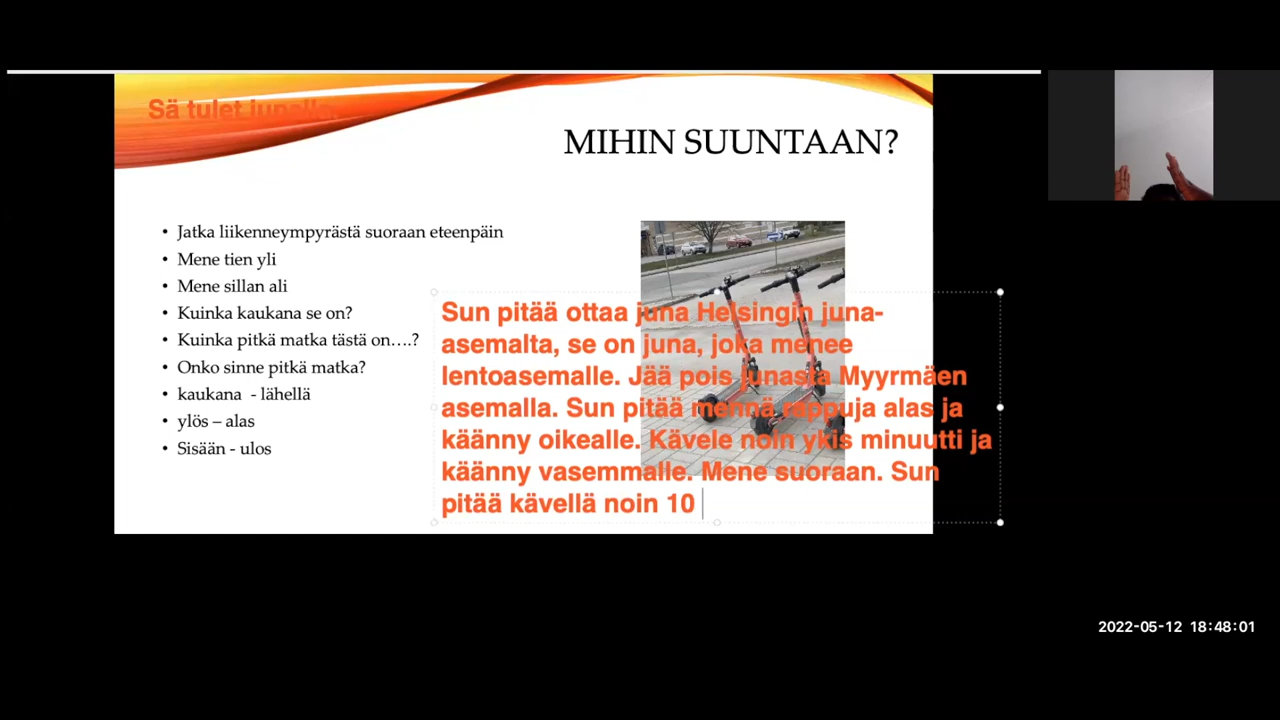 Sä tulet junalla.
MIHIN SUUNTAAN?
• Jatka liikenneympyrästä suoraan eteenpäin
• Mene tien yli
• Mene sillan ali
• Kuinka kaukana se on?
• Kuinka pitkä matka tästä on….?
• Onko sinne pitkä matka?
• kaukana - lähellä
• ylös – alas
• Sisään - ulos
Sun pitää ottaa juna Helsingin juna-
asemalta, se on juna, joka menee
lentoasemalle. Jää pois junasta Myyrmäen
asemalla. Sun pitää mennä rappuja alas ja
käänny oikealle. Kävele noin ykis minuutti ja
käänny vasemmalle. Mene suoraan. Sun
pitää kävellä noin 10
2022-05-12 18:48:01